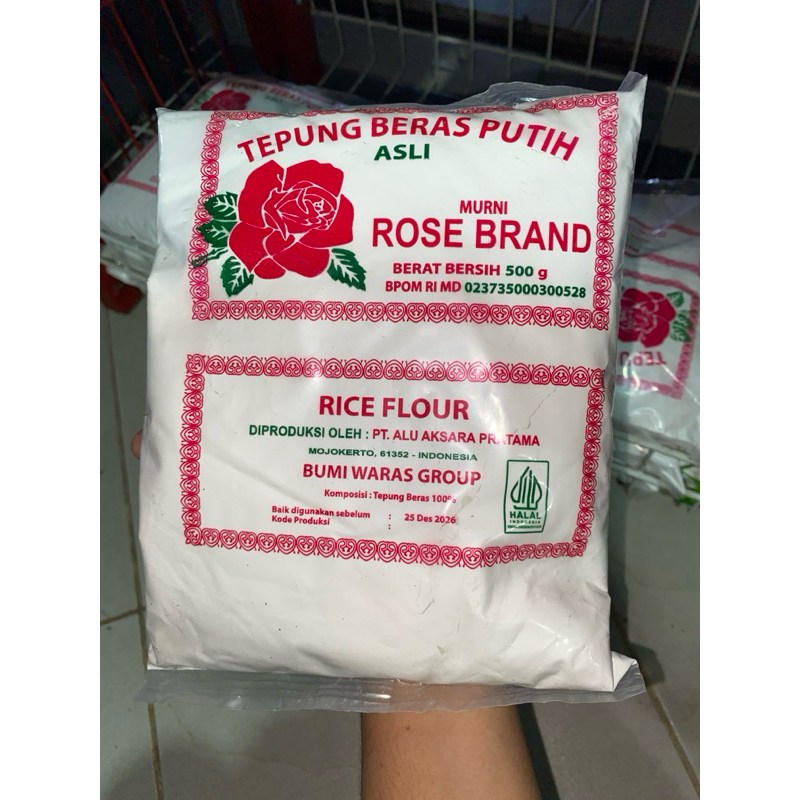 TEPUNG BERAS PUTIH
ASLI
MURNI
ROSE BRAND
BERAT BERSIH 500 g
BPOM RI MD 023735000300528
RICE FLOUR
DIPRODUKSI OLEH : PT. ALU AKSARA PRATAMA
MOJOKERTO, 61352 - INDONESIA
BUMI WARAS GROUP
Komposisi : Tepung Beras 100%
Baik digunakan sebelum : 25 Des 2026
Kode Produksi :
HALAL
INDONESIA